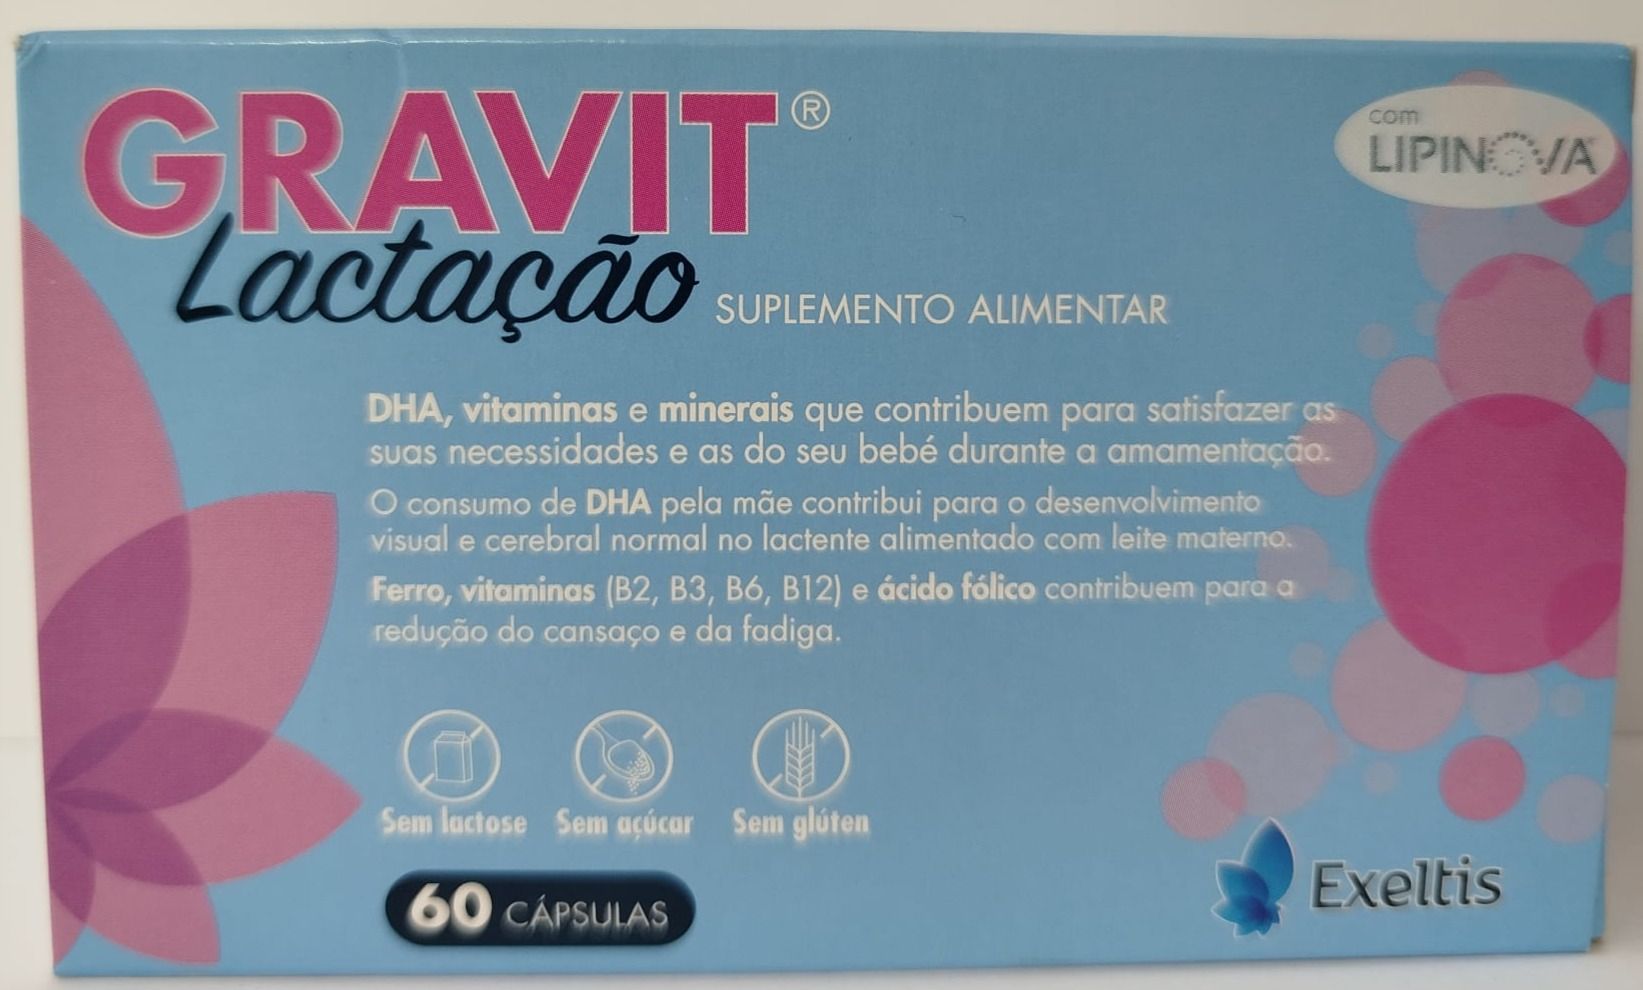 GRAVIT®
Lactação
SUPLEMENTO ALIMENTAR
com
LIPINOVA
DHA, vitaminas e minerais que contribuem para satisfazer as
suas necessidades e as do seu bebé durante a amamentação.
O consumo de DHA pela mãe contribui para o desenvolvimento
visual e cerebral normal no lactente alimentado com leite materno.
Ferro, vitaminas (B2, B3, B6, B12) e ácido fólico contribuem para a
redução do cansaço e da fadiga.
Sem lactose
Sem açúcar
Sem glúten
60 CÁPSULAS
Exeltis